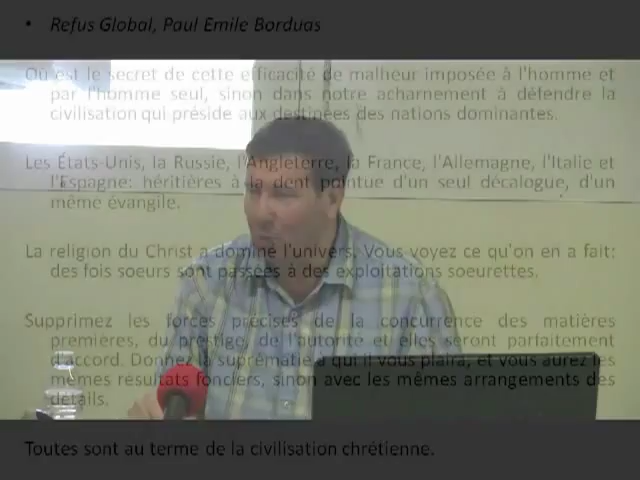 • Refus Global, Paul Emile Borduas
Où est le secret de cette efficacité de malheur imposée à l'homme et
par l'homme seul, sinon dans notre acharnement à défendre la
civilisation qui préside aux destinées des nations dominantes.
Les États-Unis, la Russie, l'Angleterre, la France, l'Allemagne, l'Italie et
l'Espagne: héritières à la dent pointue d'un seul décalogue, d'un
même évangile.
La religion du Christ a dominé l'univers. Vous voyez ce qu'on en a fait:
des fois soeurs sont passées à des exploitations soeurettes.
Supprimez les forces précises de la concurrence des matières
premières, du prestige, de l'autorité et elles seront parfaitement
d'accord. Donnez la suprématie à qui il vous plaira, et vous aurez les
mêmes résultats fonciers, sinon avec les mêmes arrangements des
détails.
Toutes sont au terme de la civilisation chrétienne.